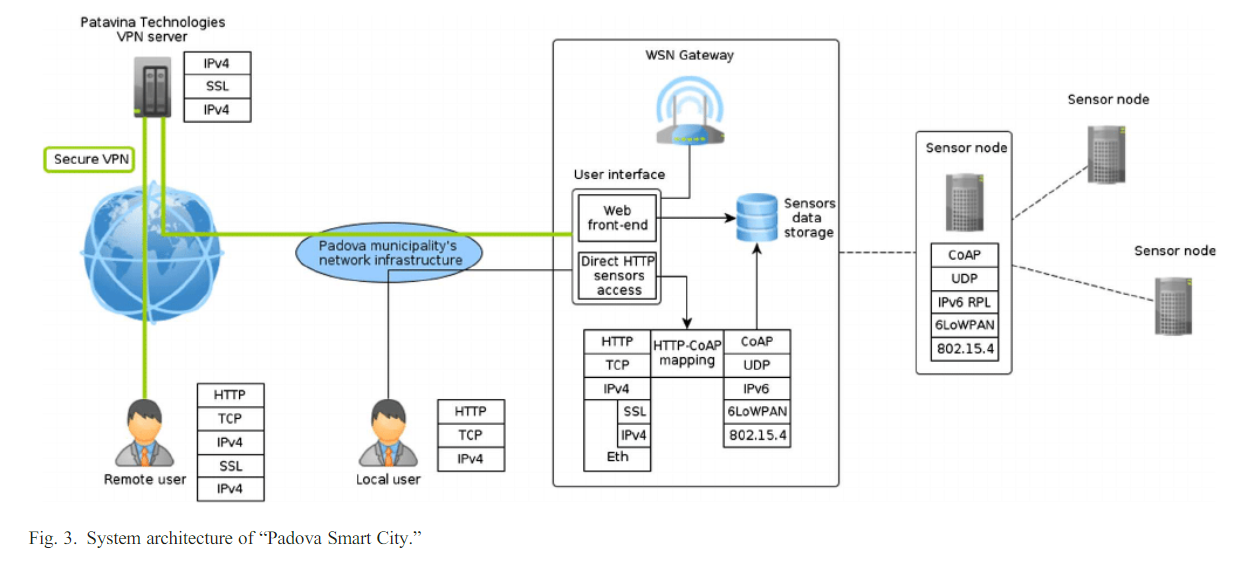 Patavina Technologies
VPN server
IPv4
SSL
IPv4
Secure VPN
Padova municipality's
network infrastructure
Remote user
HTTP
TCP
IPv4
SSL
IPv4
Local user
HTTP
TCP
IPv4
WSN Gateway
User interface
Web
front-end
Direct HTTP
sensors
access
Sensors
data
storage
HTTP
TCP
IPv4
SSL
IPv4
Eth
HTTP-CoAP
mapping
CoAP
UDP
IPv6
6LoWPAN
802.15.4
Sensor node
CoAP
UDP
IPv6 RPL
6LoWPAN
802.15.4
Sensor node
Sensor node
Fig. 3. System architecture of “Padova Smart City.”